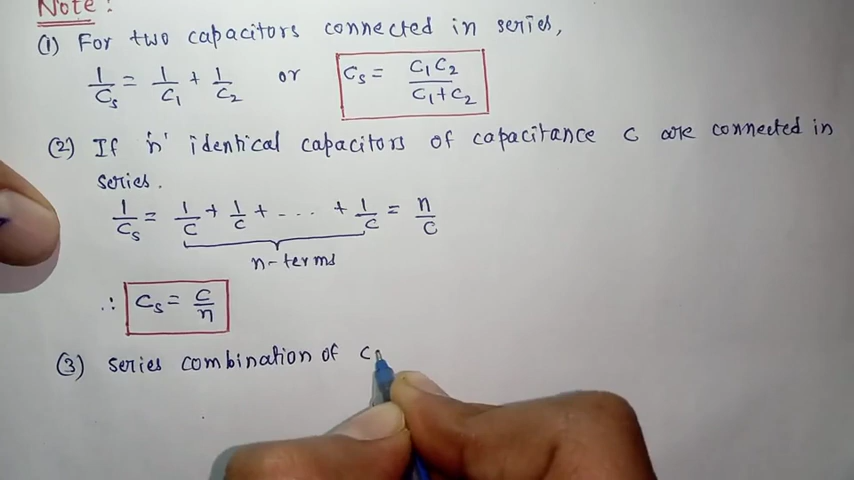 Note:
(1) For two capacitors connected in series,
1/Cs = 1/C1 + 1/C2 or Cs = C1 C2 / C1 + C2
(2) If 'n' identical capacitors of capacitance C are connected in
series.
1/Cs = 1/C + 1/C + - ... + 1/C = n/C
n-terms
∴ Cs = C/n
(3) Series combination of